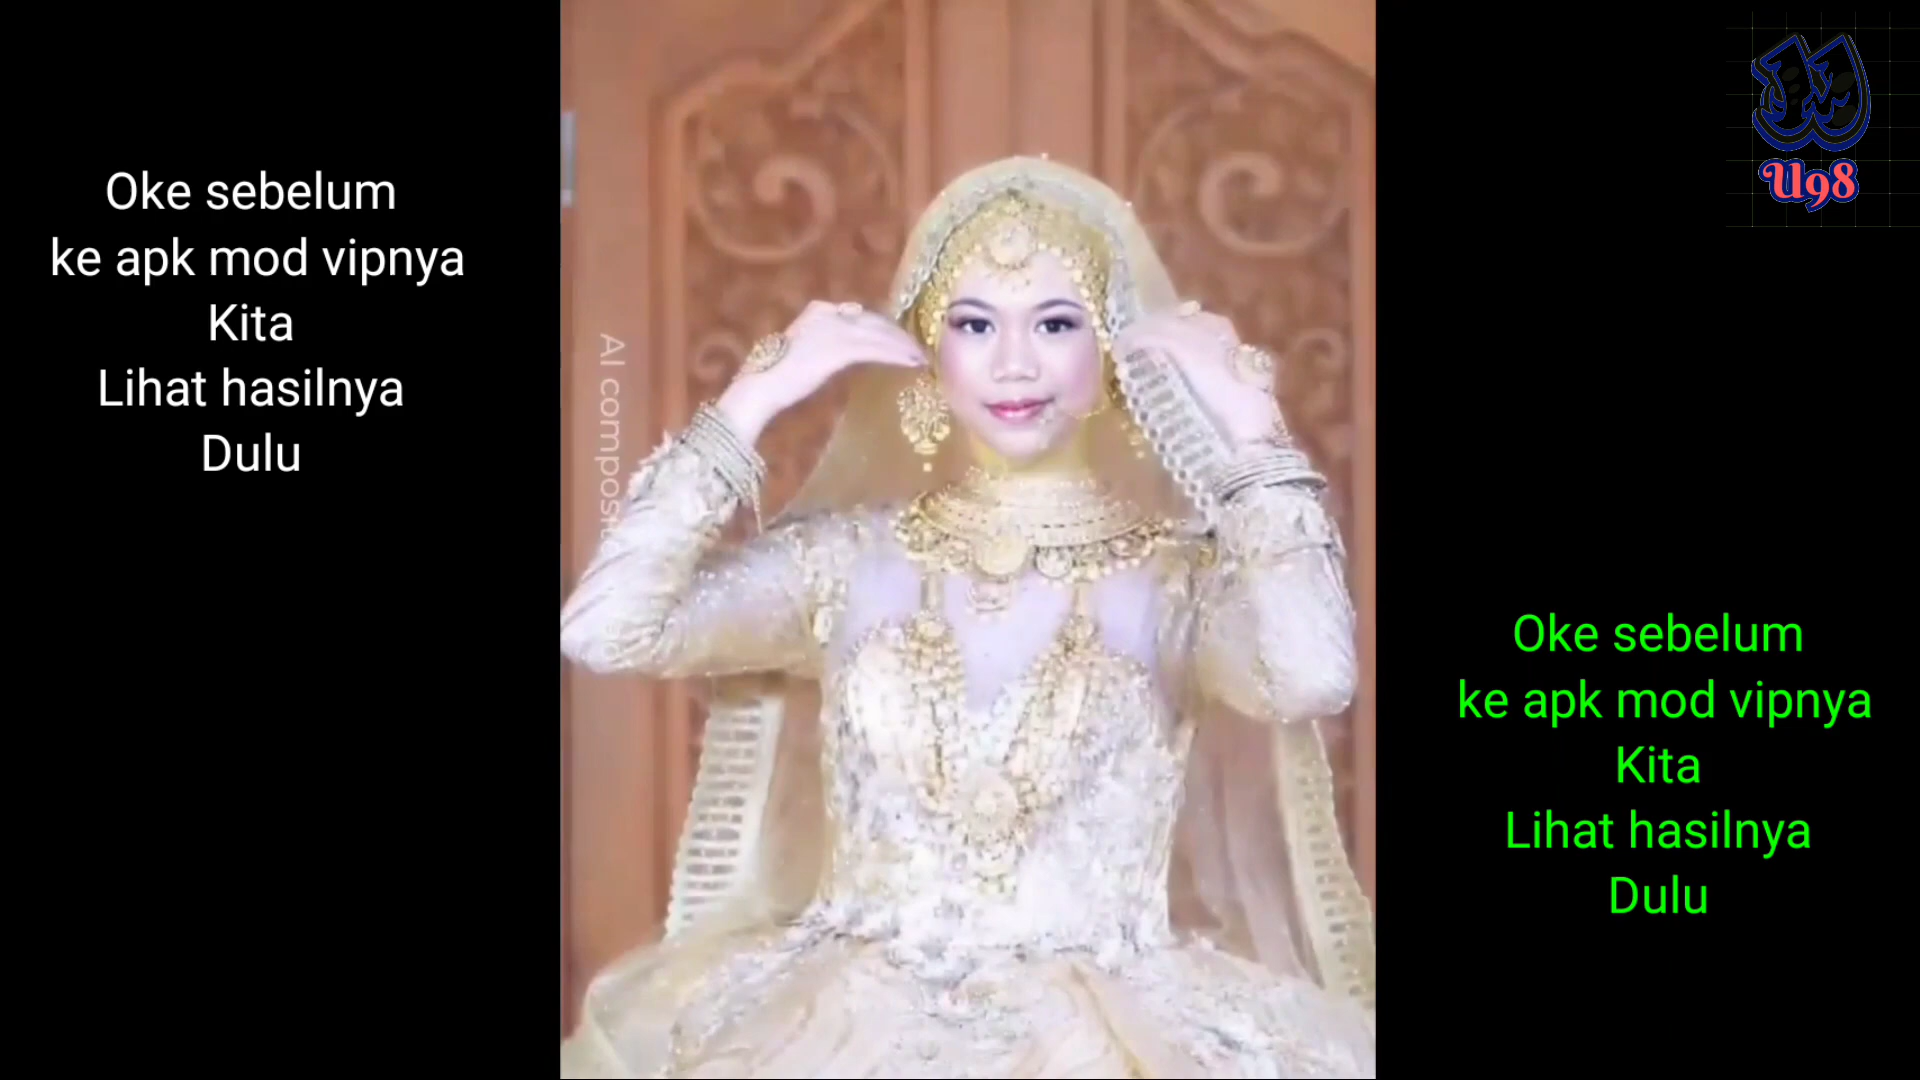 Oke sebelum
ke apk mod vipnya
Kita
Lihat hasilnya
Dulu
AI compos
U98
Oke sebelum
ke apk mod vipnya
Kita
Lihat hasilnya
Dulu